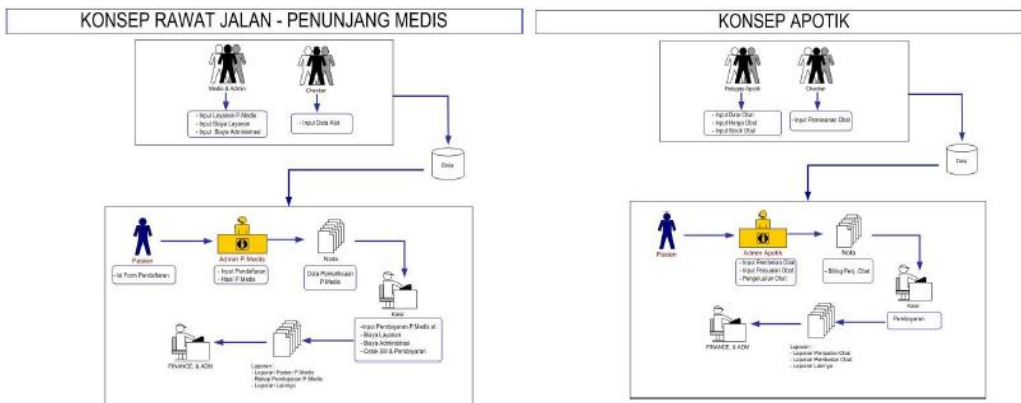 KONSEP RAWAT JALAN - PENUNJANG MEDIS
Medis & Admin
Checker
- Input Layanan P.Medis
- Input Biaya Layanan
- Input Biaya Administrasi
- Input Data Alat
Data
Pasien
Admin P.Medis
Nota
- Isi Form Pendaftaran
- Input Pendaftaran
- Hasil P.Medis
Data Pemeriksaan
P.Medis
Kasir
- Input Pembayaran P.Medis
- Biaya Layanan
- Biaya Administrasi
- Cetak Bill & Pembayaran
FINANCE, & ADM
Laporan :
- Laporan Pasien P.Medis
- Rekap Pembayaran P.Medis
- Laporan Lainnya
KONSEP APOTIK
Petugas Apotik
Checker
- Input Data Obat
- Input Harga Obat
- Input Stock Obat
- Input Pemesanan Obat
Data
Pasien
Admin Apotik
Nota
- Input Pembelian Obat
- Input Penjualan Obat
- Pengeluaran Obat
- Billing Penj. Obat
Kasir
Pembayaran
FINANCE, & ADM
Laporan :
- Laporan Penjualan Obat
- Laporan Pembelian Obat
- Laporan Lainnya